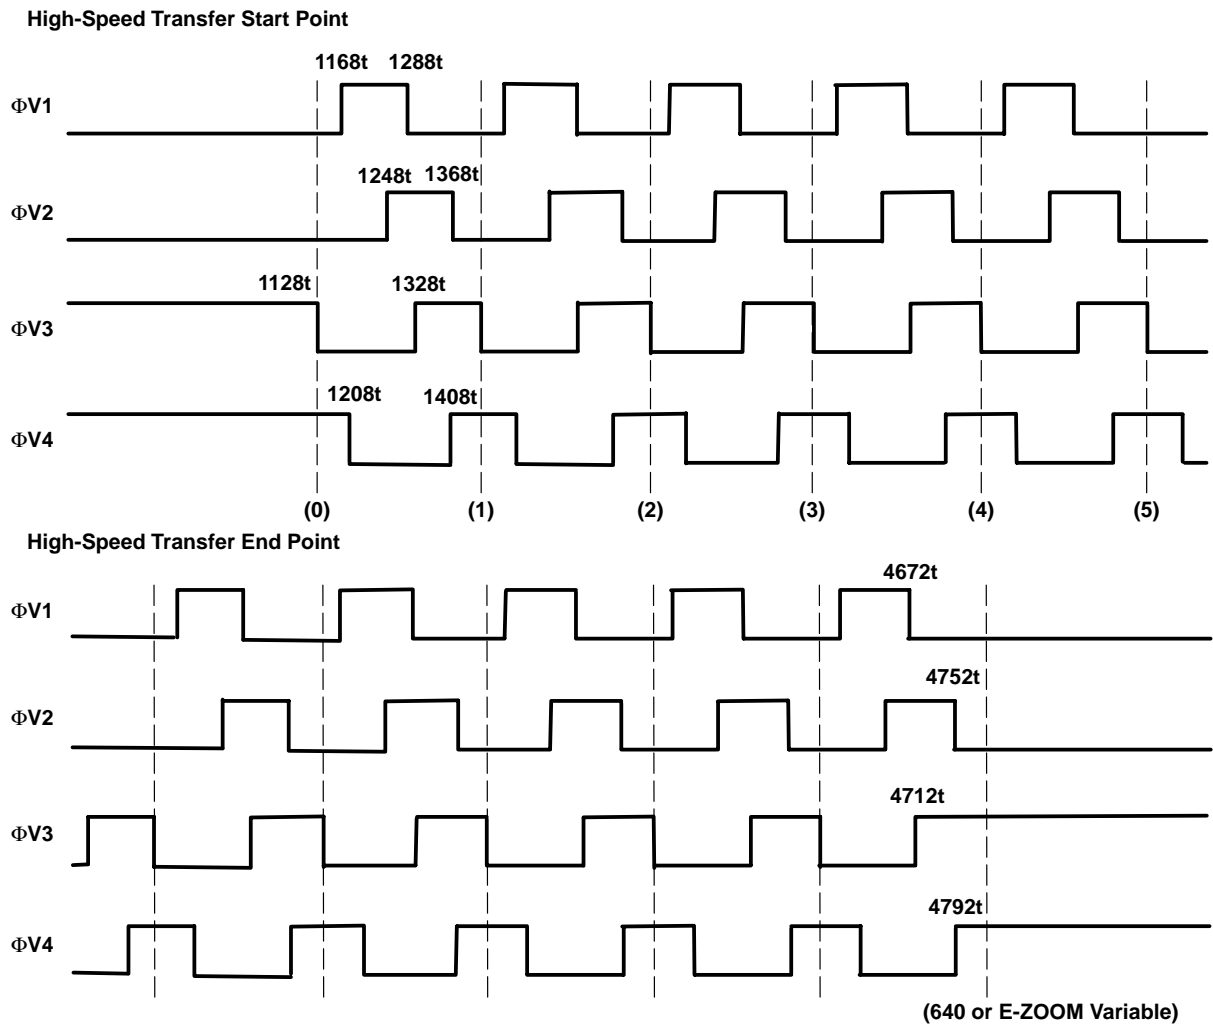 High-Speed Transfer Start Point
1168t 1288t
ΦV1
1248t 1368t
ΦV2
1128t 1328t
ΦV3
1208t 1408t
ΦV4
(0) (1) (2) (3) (4) (5)
High-Speed Transfer End Point
4672t
ΦV1
4752t
ΦV2
4712t
ΦV3
4792t
ΦV4
(640 or E-ZOOM Variable)